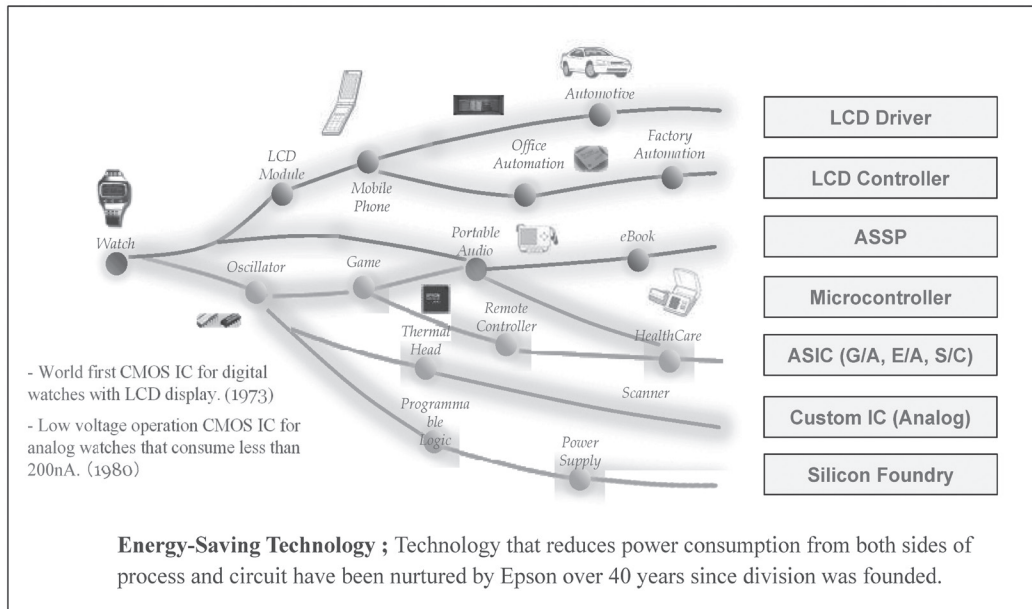 Automotive
LCD Driver
LCD
Module
Office
Automation
Factory
Automation
Mobile
Phone
LCD Controller
Watch
Portable
Audio
eBook
ASSP
Oscillator
Game
EPSON
Remote
Controller
Microcontroller
Thermal
Head
HealthCare
ASIC (G/A, E/A, S/C)
- World first CMOS IC for digital
watches with LCD display. (1973)
Scanner
Programma
ble
Logic
Custom IC (Analog)
- Low voltage operation CMOS IC for
analog watches that consume less than
200nA. (1980)
Power
Supply
Silicon Foundry
Energy-Saving Technology ; Technology that reduces power consumption from both sides of
process and circuit have been nurtured by Epson over 40 years since division was founded.